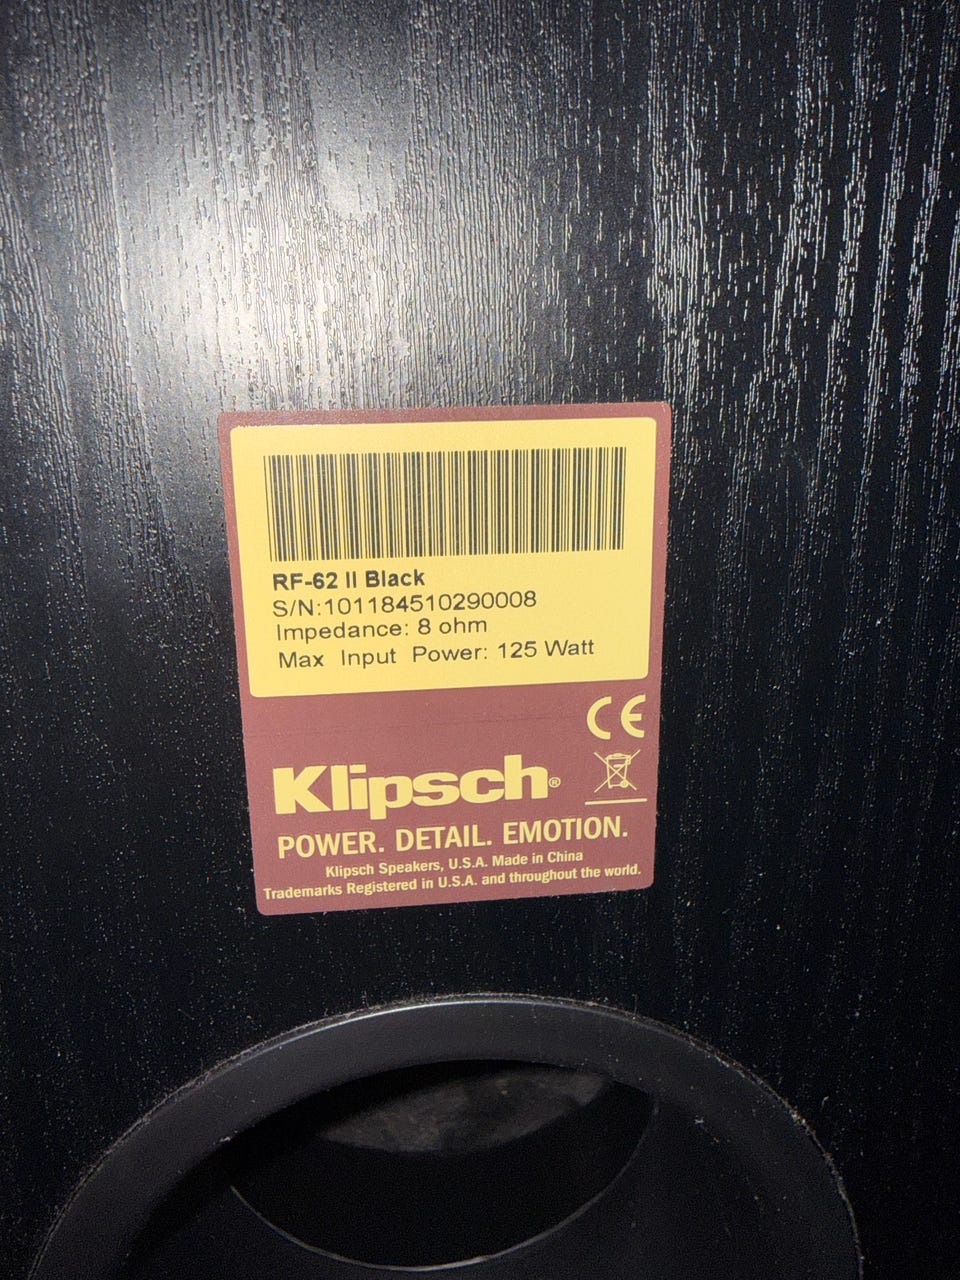 RF-62 II Black
S/N:101184510290008
Impedance: 8 ohm
Max Input Power: 125 Watt
CE
Klipsch®
POWER. DETAIL. EMOTION.
Klipsch Speakers, U.S.A. Made in China
Trademarks Registered in U.S.A. and throughout the world.